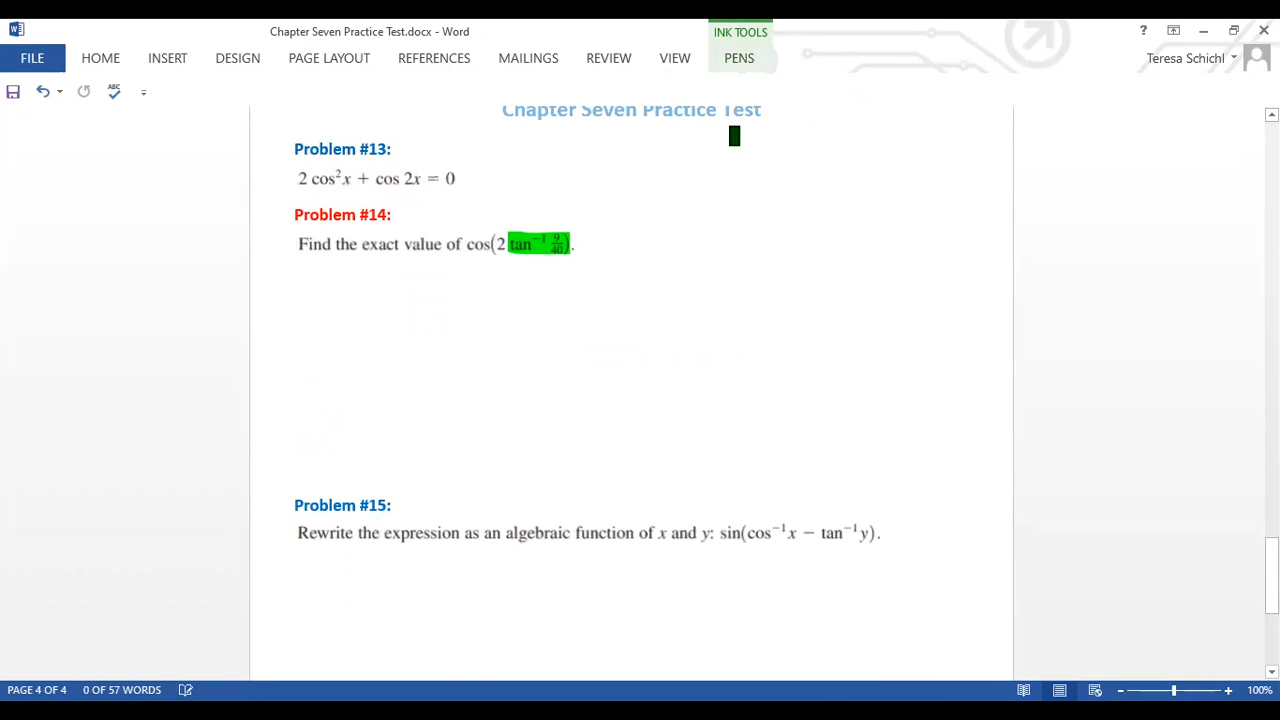 Chapter Seven Practice Test.docx - Word
INK TOOLS
?
FILE HOME INSERT DESIGN PAGE LAYOUT REFERENCES MAILINGS REVIEW VIEW PENS
Teresa Schichl
ABC
Chapter Seven Practice Test
Problem #13:
2 cos²x + cos 2x = 0
Problem #14:
Find the exact value of cos(2 tan⁻¹ 9/40).
Problem #15:
Rewrite the expression as an algebraic function of x and y: sin(cos⁻¹x − tan⁻¹y).
PAGE 4 OF 4 0 OF 57 WORDS
100%